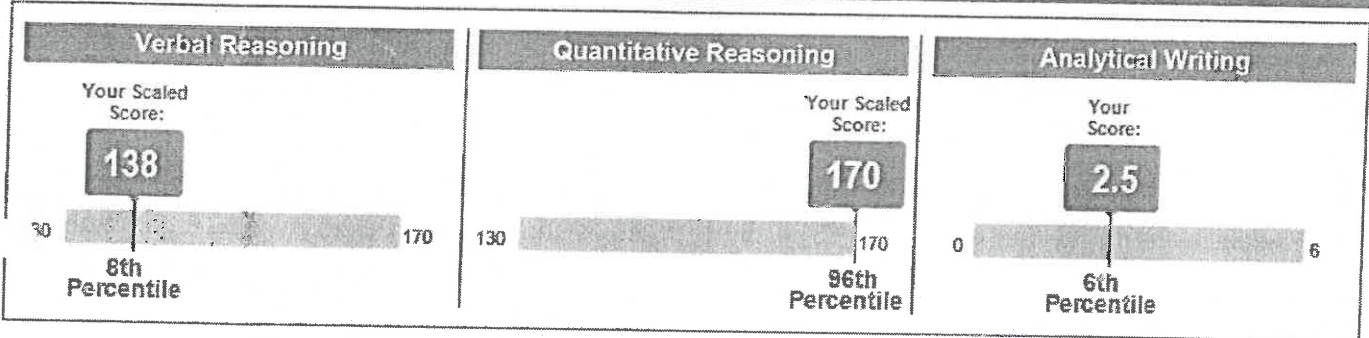 Verbal Reasoning
Your Scaled
Score:
138
30
170
8th
Percentile
Quantitative Reasoning
Your Scaled
Score:
170
130
170
96th
Percentile
Analytical Writing
Your
Score:
2.5
0
6
6th
Percentile